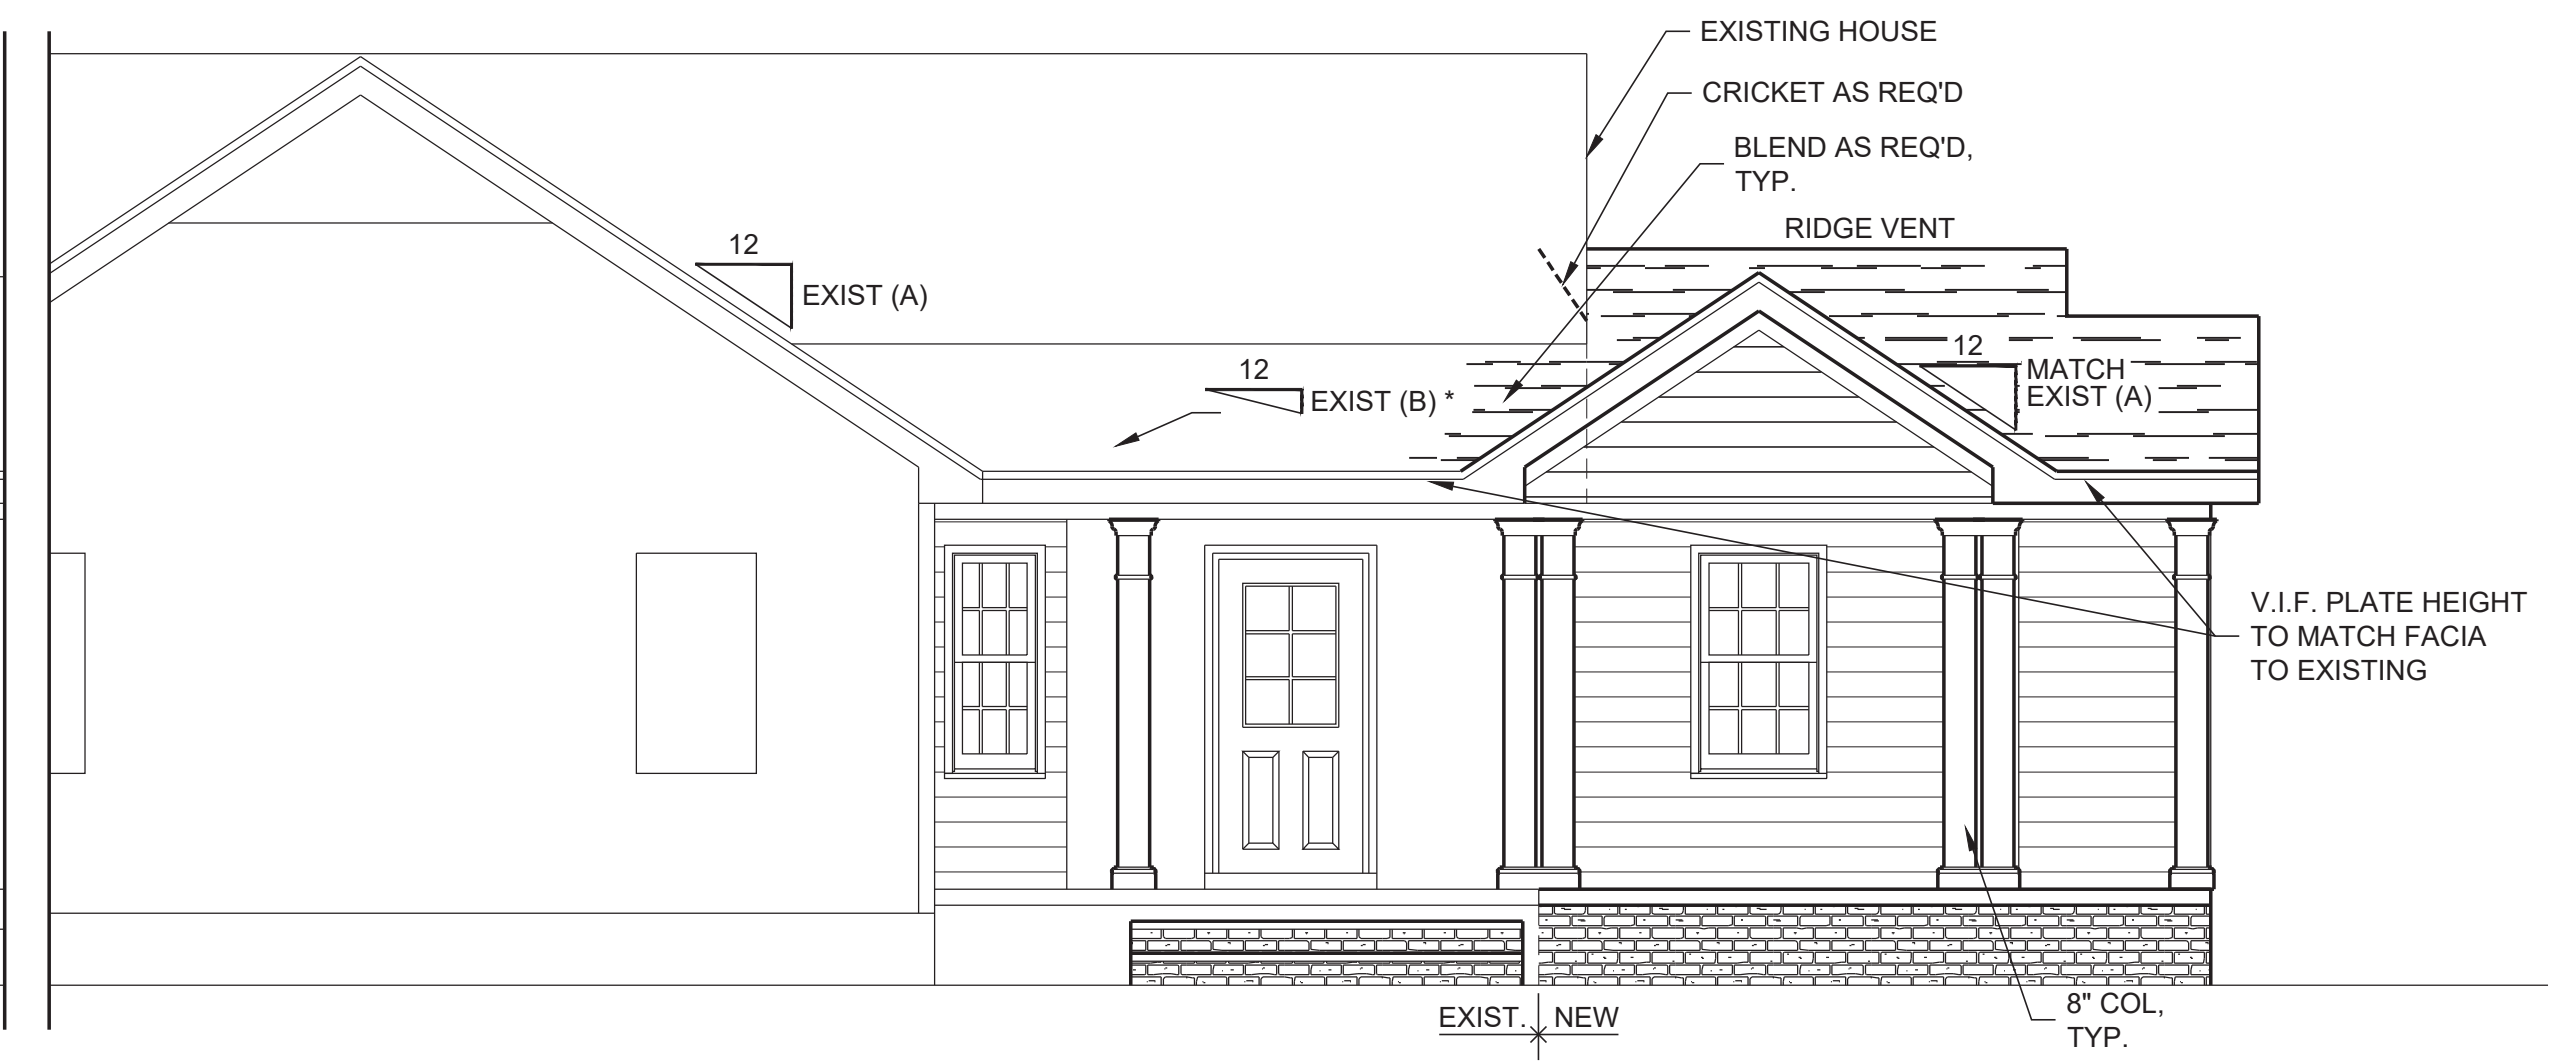 EXISTING HOUSE
CRICKET AS REQ'D
BLEND AS REQ'D,
TYP.
RIDGE VENT
12
EXIST (A)
12
EXIST (B) *
12
MATCH
EXIST (A)
V.I.F. PLATE HEIGHT
TO MATCH FACIA
TO EXISTING
8" COL,
TYP.
EXIST.
NEW